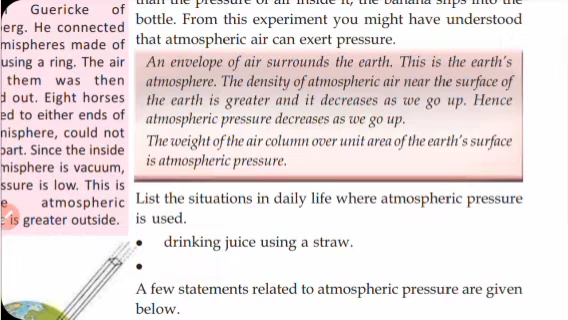 Guericke of
erg. He connected
mispheres made of
using a ring. The air
them was then
d out. Eight horses
ed to either ends of
nisphere, could not
part. Since the inside
nisphere is vacuum,
ssure is low. This is
e atmospheric
is greater outside.
than the pressure of air inside it, the banana slips into the
bottle. From this experiment you might have understood
that atmospheric air can exert pressure.
An envelope of air surrounds the earth. This is the earth's
atmosphere. The density of atmospheric air near the surface of
the earth is greater and it decreases as we go up. Hence
atmospheric pressure decreases as we go up.
The weight of the air column over unit area of the earth's surface
is atmospheric pressure.
List the situations in daily life where atmospheric pressure
is used.
• drinking juice using a straw.
•
A few statements related to atmospheric pressure are given
below.